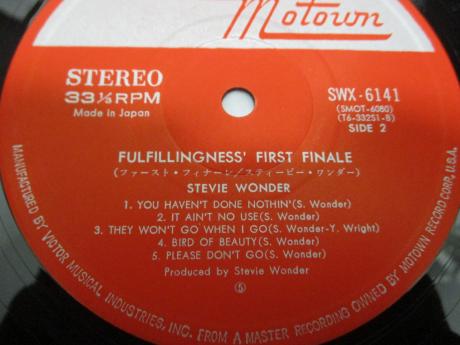 Motown
STEREO
33⅓RPM
Made in Japan
SWX-6141
(SMOT-6080)
(T6-332S1-B)
SIDE 2
FULFILLINGNESS' FIRST FINALE
(ファースト・フィナーレ/スティービー・ワンダー)
STEVIE WONDER
1. YOU HAVEN'T DONE NOTHIN'(S. Wonder)
2. IT AIN'T NO USE(S. Wonder)
3. THEY WON'T GO WHEN I GO(S. Wonder-Y. Wright)
4. BIRD OF BEAUTY(S. Wonder)
5. PLEASE DON'T GO(S. Wonder)
Produced by Stevie Wonder
Ⓢ
MANUFACT'D BY VICTOR MUSICAL INDUSTRIES, INC. FROM A MASTER RECORDING OWNED BY MOTOWN RECORD CORP., U.S.A.